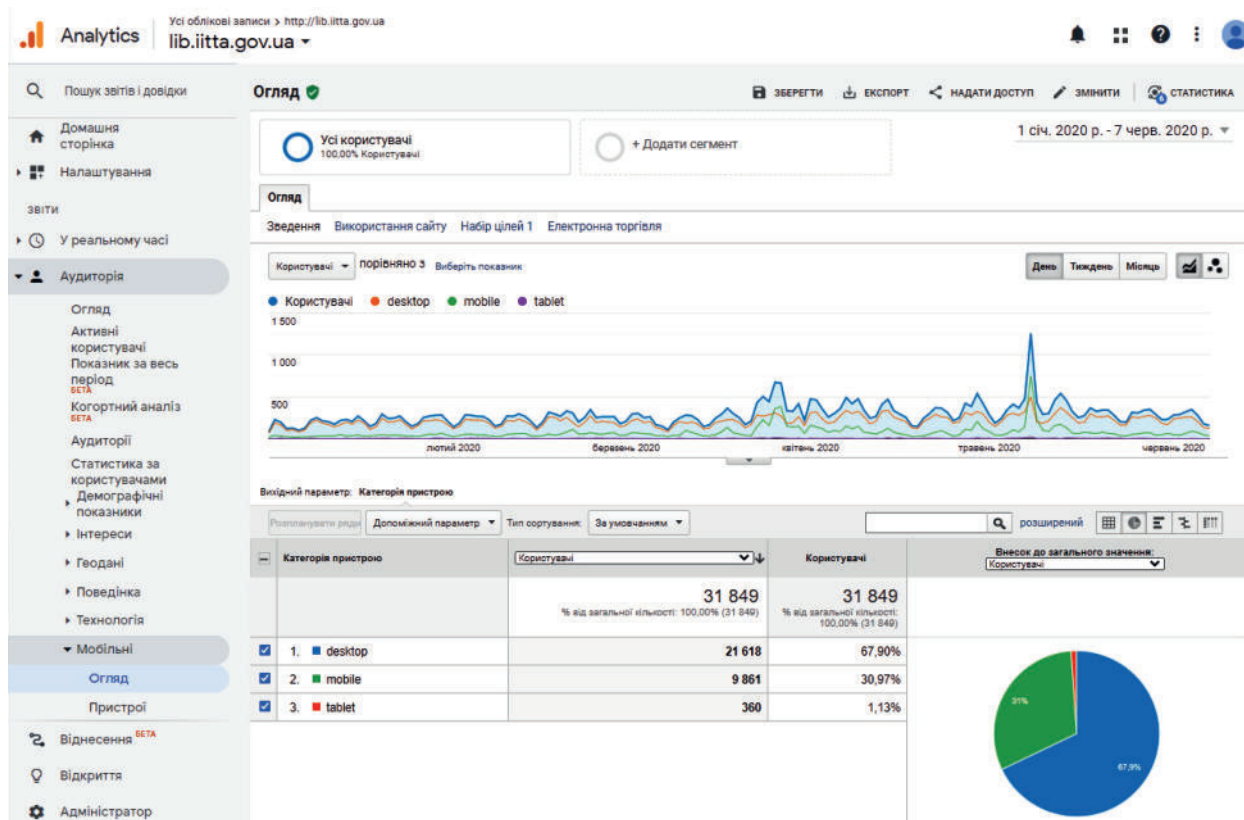 Analytics
Усі облікові записи > http://lib.iitta.gov.ua
lib.iitta.gov.ua
Пошук звітів і довідки
Домашня
сторінка
Налаштування
ЗВІТИ
У реальному часі
Аудиторія
Огляд
Активні
користувачі
Показник за весь
період
БЕТА
Когортний аналіз
БЕТА
Аудиторії
Статистика за
користувачами
Демографічні
показники
Інтереси
Геодані
Поведінка
Технологія
Мобільні
Огляд
Пристрої
Віднесення БЕТА
Відкриття
Адміністратор
Огляд
ЗБЕРЕГТИ
ЕКСПОРТ
НАДАТИ ДОСТУП
ЗМІНИТИ
СТАТИСТИКА
Усі користувачі
100,00% Користувачі
+ Додати сегмент
1 січ. 2020 р. - 7 черв. 2020 р.
Огляд
Зведення Використання сайту Набір цілей 1 Електронна торгівля
Користувачі порівняно з Виберіть показник
День Тиждень Місяць
Користувачі desktop mobile tablet
1 500
1 000
500
лютий 2020 березень 2020 квітень 2020 травень 2020 червень 2020
Вихідний параметр: Категорія пристрою
Розпланувати ряди Допоміжний параметр Тип сортування: За умовчанням розширений
Категорія пристрою Користувачі Користувачі Внесок до загального значення:
Користувачі
31 849 31 849
% від загальної кількості: 100,00% (31 849) % від загальної кількості:
100,00% (31 849)
1. desktop 21 618 67,90%
2. mobile 9 861 30,97%
3. tablet 360 1,13%
31%
67,9%